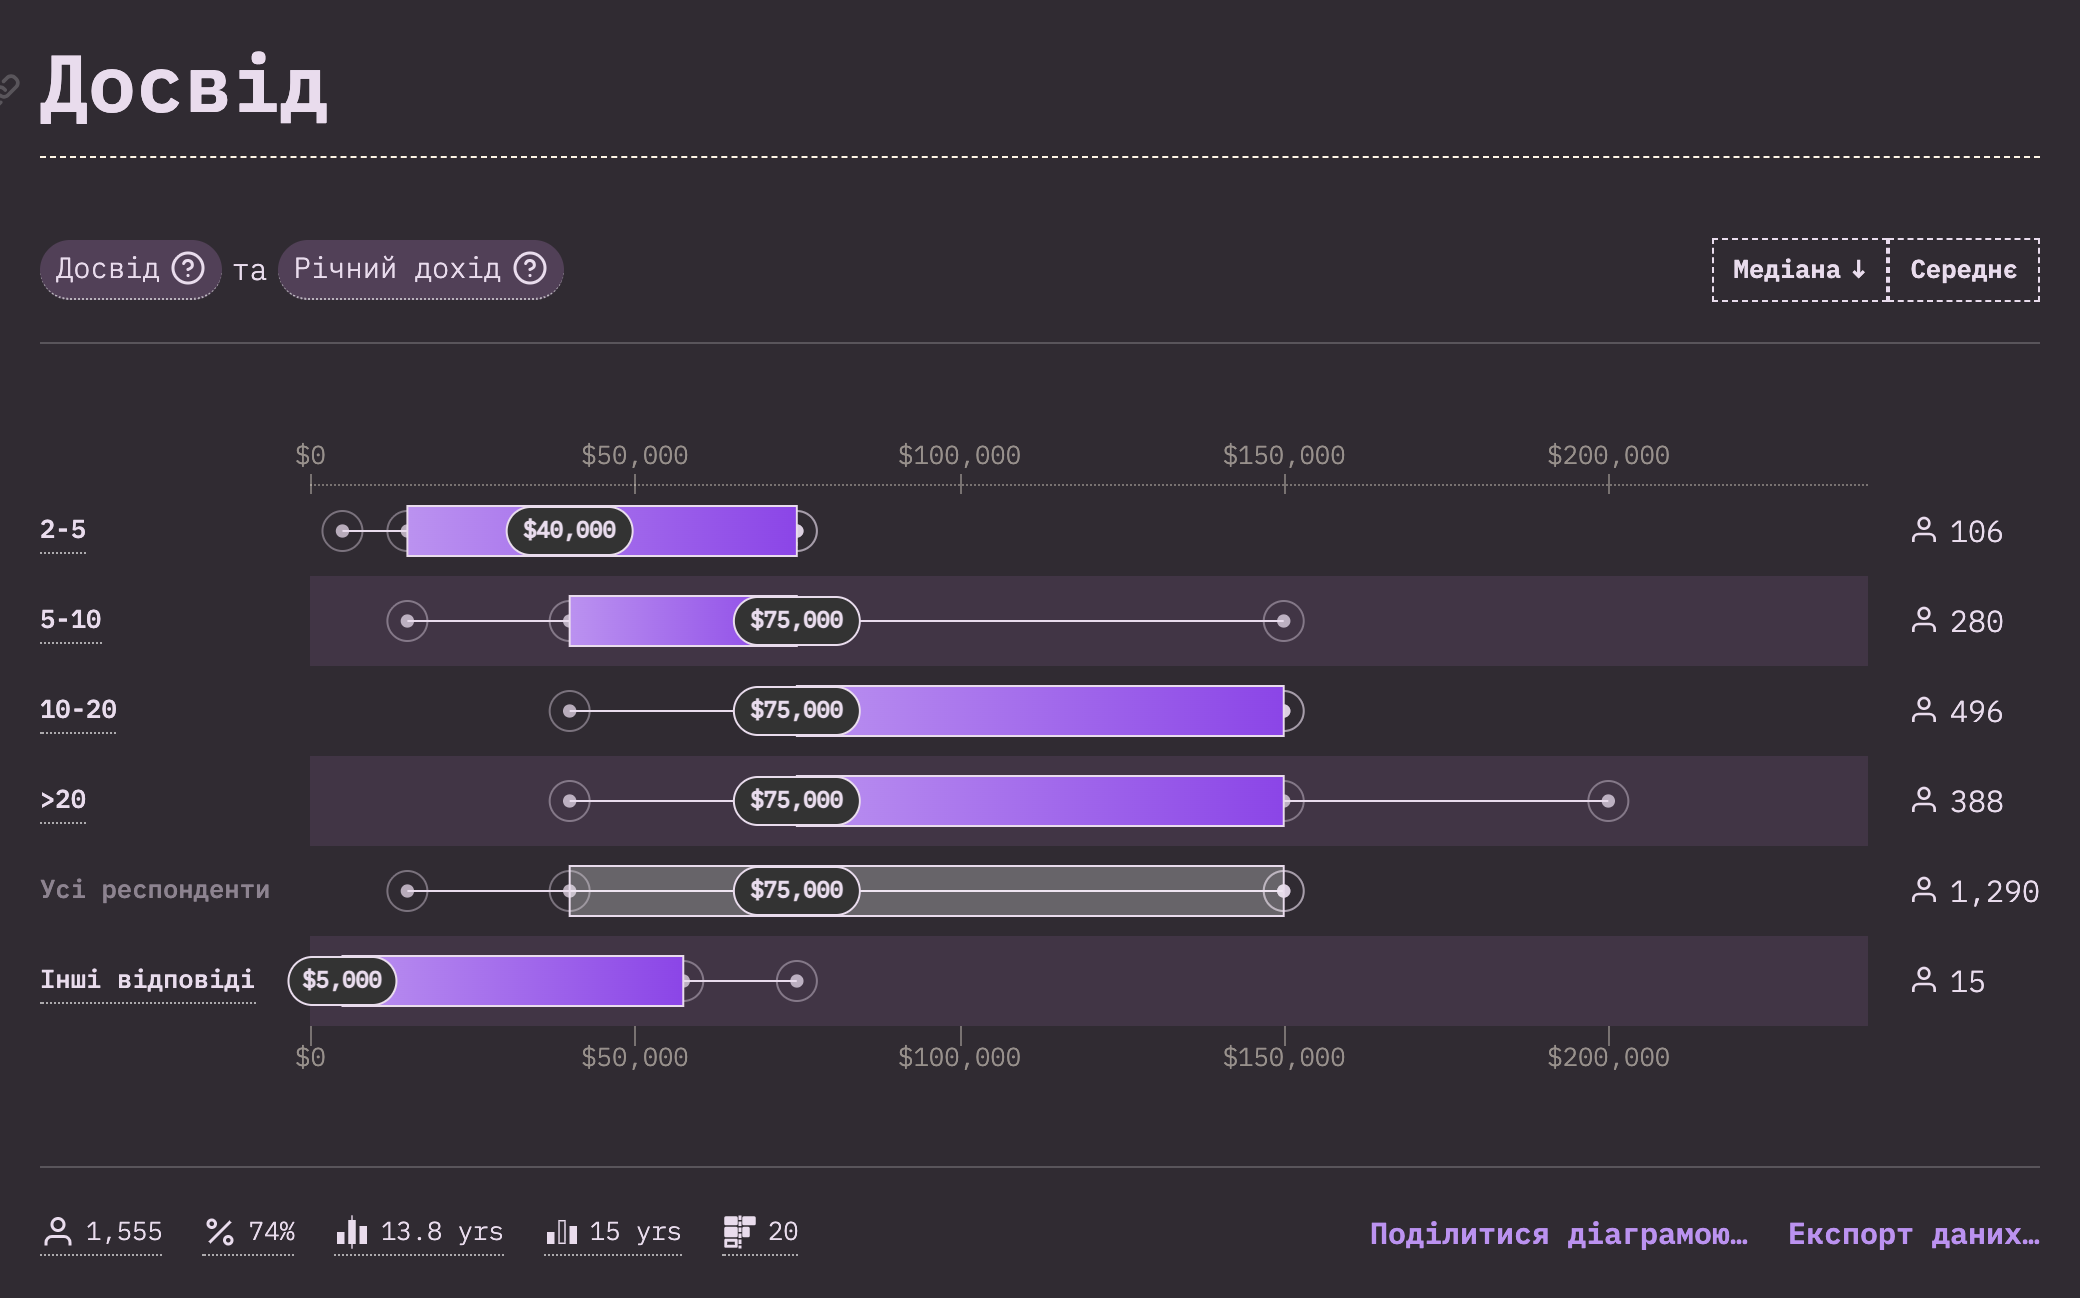 Досвід
Досвід та Річний дохід
Медіана ↓ Середнє
$0 $50,000 $100,000 $150,000 $200,000
2-5 $40,000 106
5-10 $75,000 280
10-20 $75,000 496
>20 $75,000 388
Усі респонденти $75,000 1,290
Інші відповіді $5,000 15
$0 $50,000 $100,000 $150,000 $200,000
1,555 74% 13.8 yrs 15 yrs 20 Поділитися діаграмою… Експорт даних…